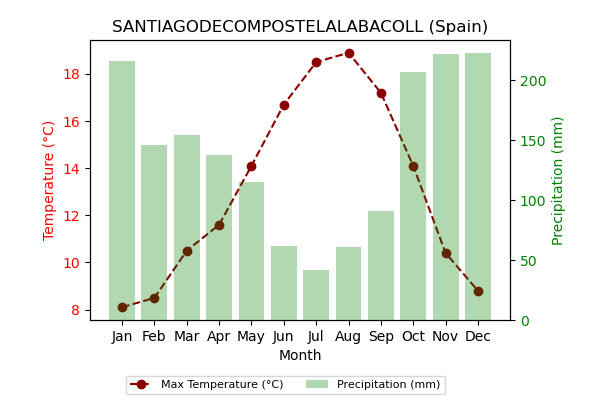 SANTIAGODECOMPOSTELALABACOLL (Spain)
Temperature (°C)
18
16
14
12
10
8
200
150
100
50
0
Precipitation (mm)
Jan Feb Mar Apr May Jun Jul Aug Sep Oct Nov Dec
Month
Max Temperature (°C) Precipitation (mm)